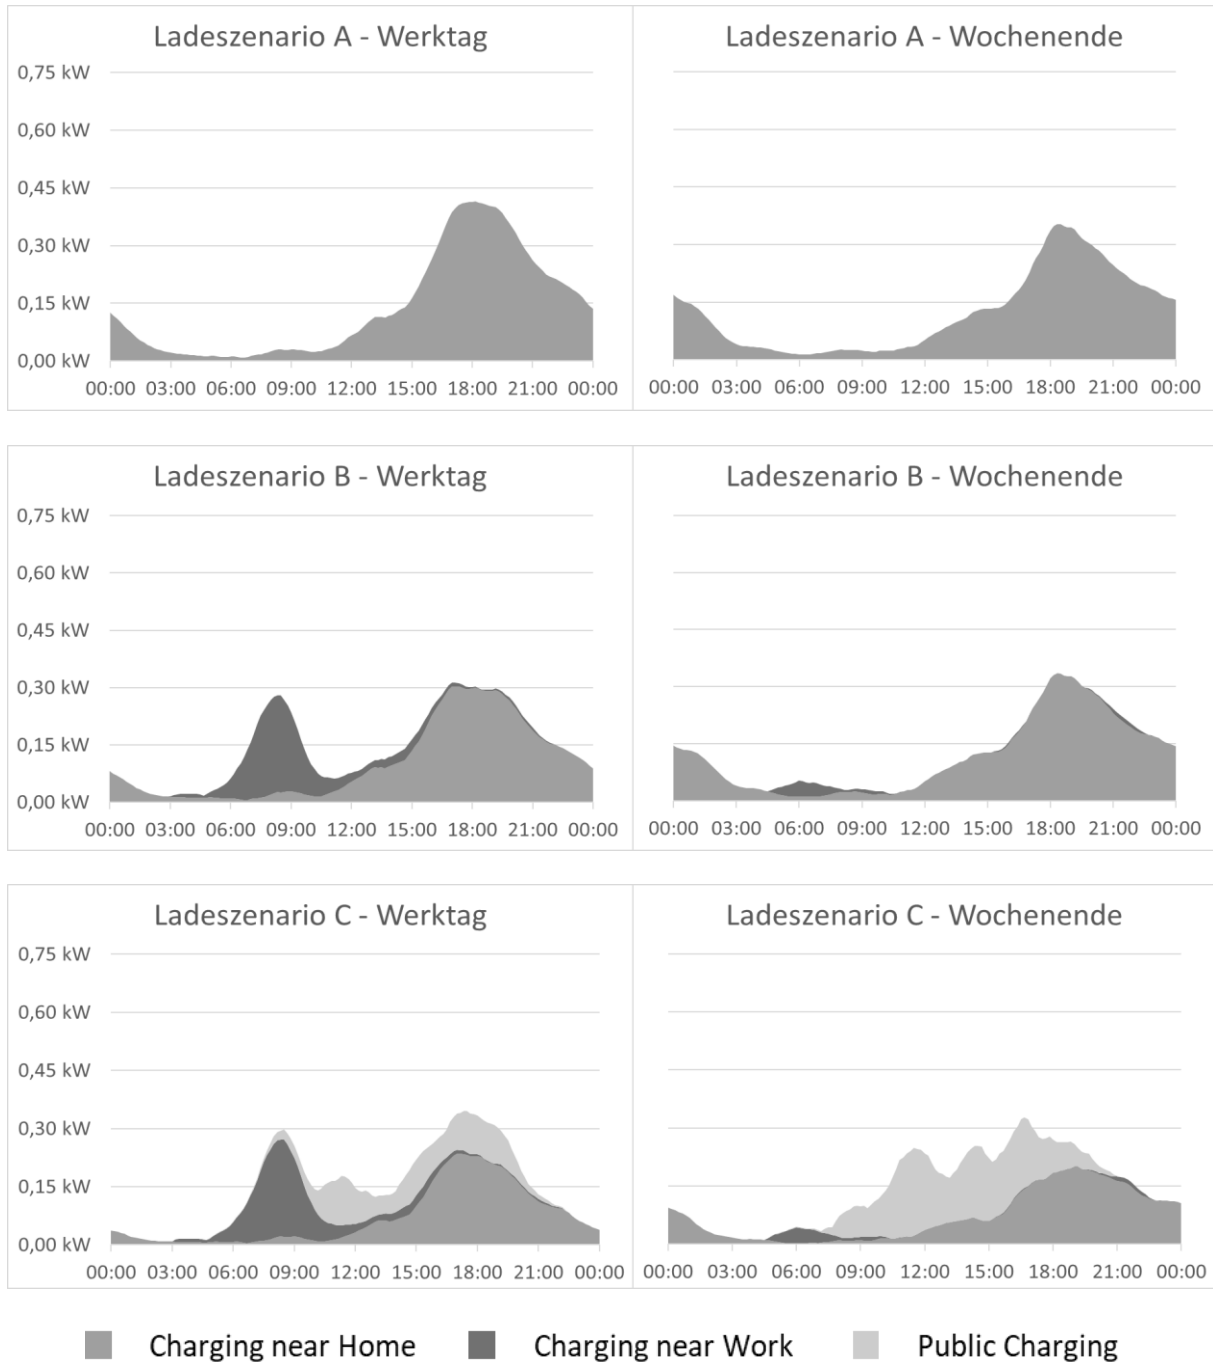 Ladeszenario A - Werktag
0,75 kW
0,60 kW
0,45 kW
0,30 kW
0,15 kW
0,00 kW
00:00 03:00 06:00 09:00 12:00 15:00 18:00 21:00 00:00
Ladeszenario A - Wochenende
00:00 03:00 06:00 09:00 12:00 15:00 18:00 21:00 00:00
Ladeszenario B - Werktag
0,75 kW
0,60 kW
0,45 kW
0,30 kW
0,15 kW
0,00 kW
00:00 03:00 06:00 09:00 12:00 15:00 18:00 21:00 00:00
Ladeszenario B - Wochenende
00:00 03:00 06:00 09:00 12:00 15:00 18:00 21:00 00:00
Ladeszenario C - Werktag
0,75 kW
0,60 kW
0,45 kW
0,30 kW
0,15 kW
0,00 kW
00:00 03:00 06:00 09:00 12:00 15:00 18:00 21:00 00:00
Ladeszenario C - Wochenende
00:00 03:00 06:00 09:00 12:00 15:00 18:00 21:00 00:00
Charging near Home Charging near Work Public Charging